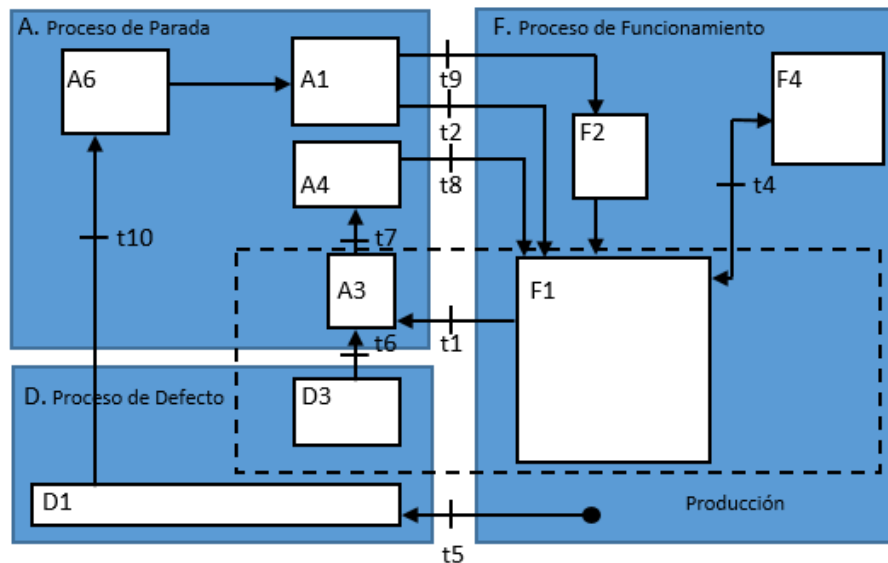 A. Proceso de Parada
F. Proceso de Funcionamiento
A6
A1
t9
t2
F2
F4
A4
t8
t4
t10
t7
A3
F1
t6
t1
D. Proceso de Defecto
D3
D1
Producción
t5